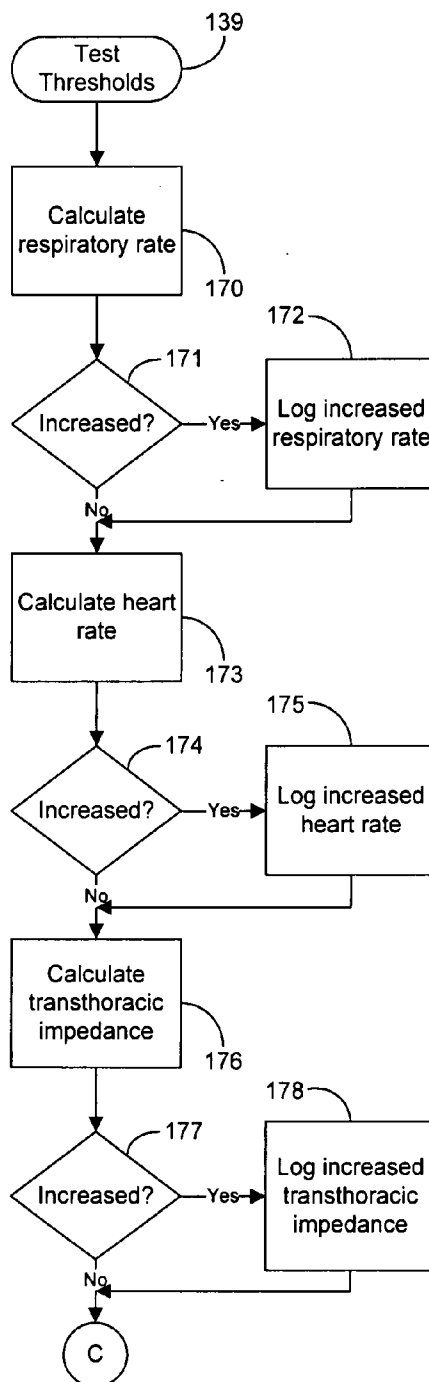 139
Test
Thresholds
Calculate
respiratory rate
170
172
171
Increased?
Yes
Log increased
respiratory rate
No
Calculate heart
rate
173
175
174
Increased?
Yes
Log increased
heart rate
No
Calculate
transthoracic
impedance
176
178
177
Increased?
Yes
Log increased
transthoracic
impedance
No
C